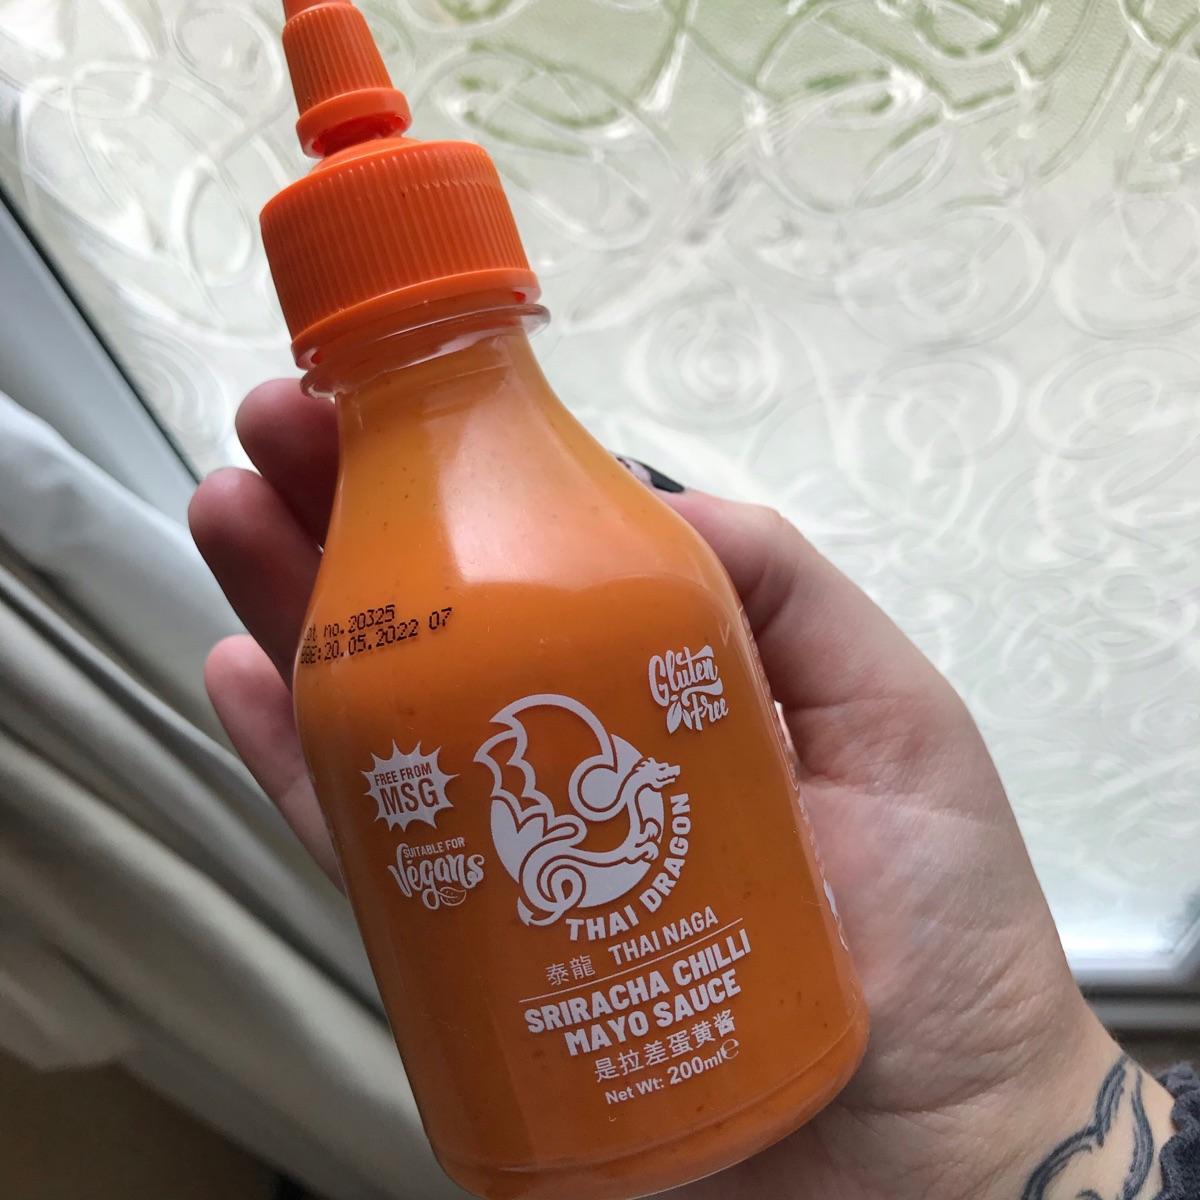 Lot no.20325
BBE:20.05.2022 07
Gluten
Free
FREE FROM
MSG
SUITABLE FOR
Vegans
THAI DRAGON
泰龍 THAI NAGA
SRIRACHA CHILLI
MAYO SAUCE
是拉差蛋黄酱
Net Wt: 200ml℮